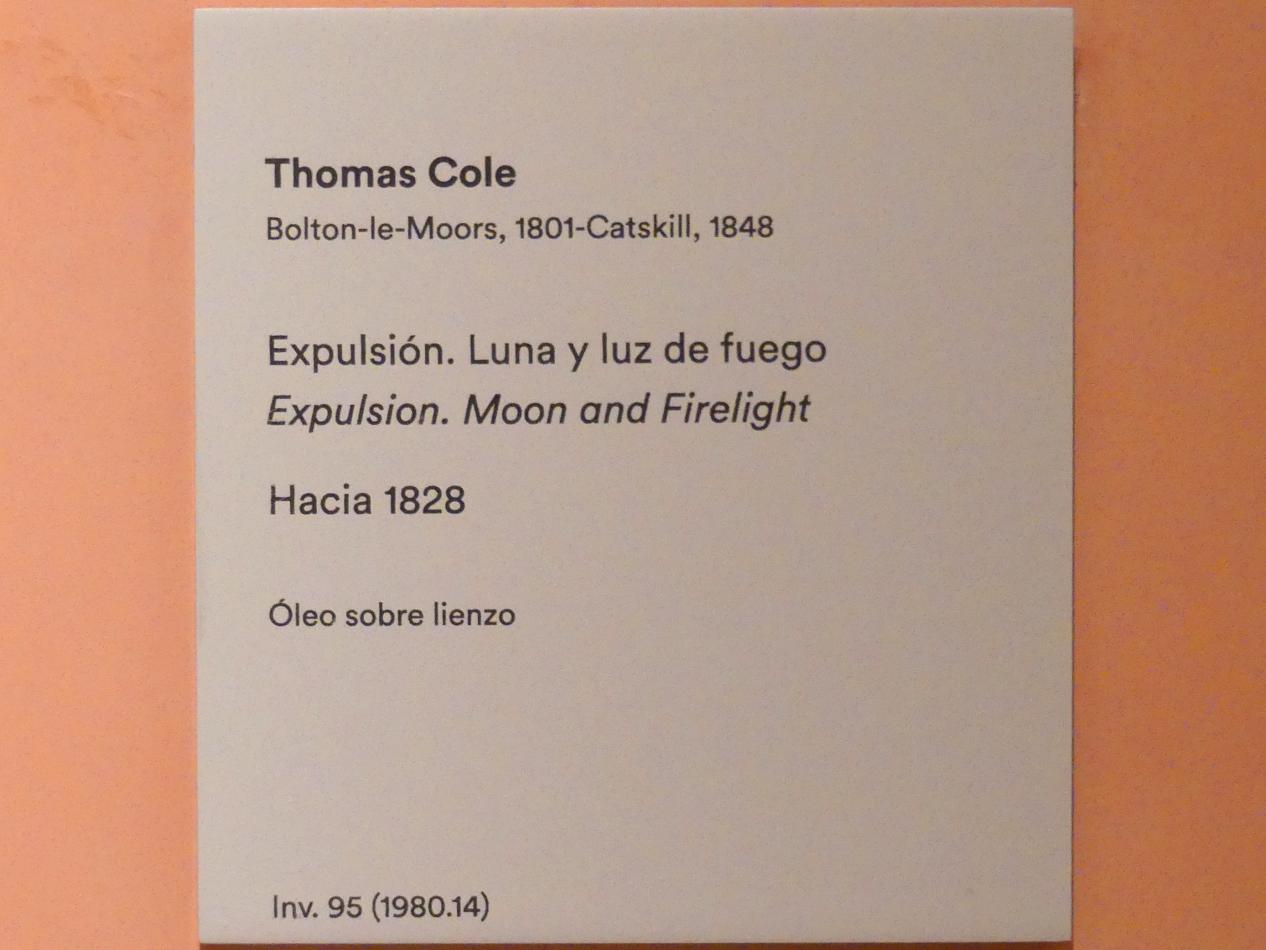 Thomas Cole
Bolton-le-Moors, 1801-Catskill, 1848
Expulsión. Luna y luz de fuego
Expulsion. Moon and Firelight
Hacia 1828
Óleo sobre lienzo
Inv. 95 (1980.14)